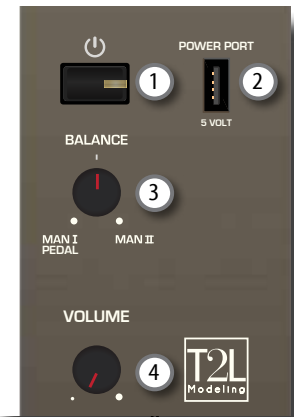 POWER PORT
1
2
5 VOLT
BALANCE
3
MAN I
PEDAL
MAN II
VOLUME
4
T2L
Modeling